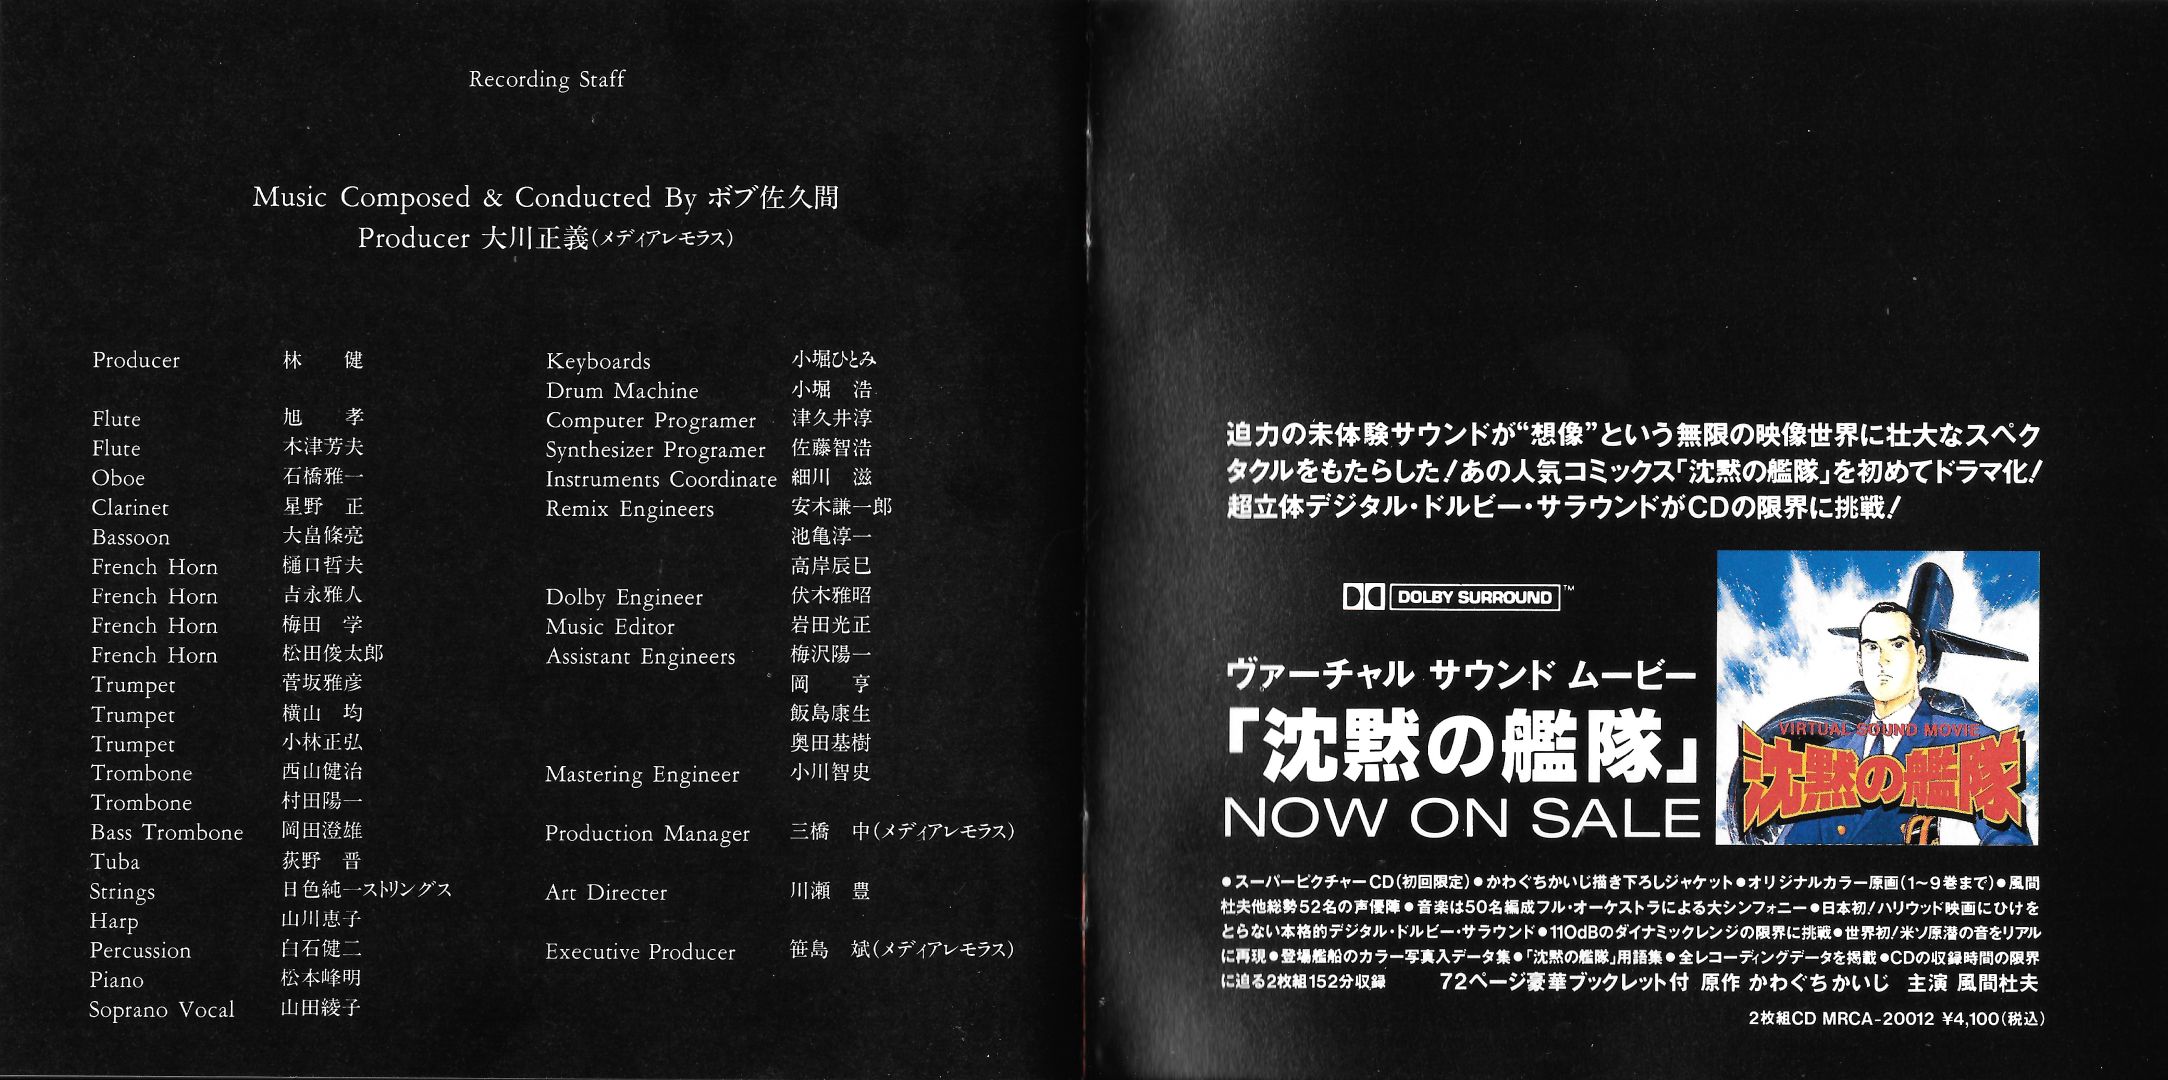 Recording Staff
Music Composed & Conducted By ボブ佐久間
Producer 大川正義(メディアレモラス)
Producer 林　健
Flute 旭　孝
Flute 木津芳夫
Oboe 石橋雅一
Clarinet 星野　正
Bassoon 大畠條亮
French Horn 樋口哲夫
French Horn 吉永雅人
French Horn 梅田　学
French Horn 松田俊太郎
Trumpet 菅坂雅彦
Trumpet 横山　均
Trumpet 小林正弘
Trombone 西山健治
Trombone 村田陽一
Bass Trombone 岡田澄雄
Tuba 荻野　晋
Strings 日色純一ストリングス
Harp 山川恵子
Percussion 白石健二
Piano 松本峰明
Soprano Vocal 山田綾子
Keyboards 小堀ひとみ
Drum Machine 小堀　浩
Computer Programer 津久井淳
Synthesizer Programer 佐藤智浩
Instruments Coordinate 細川　滋
Remix Engineers 安木謙一郎
池亀淳一
高岸辰巳
Dolby Engineer 伏木雅昭
Music Editor 岩田光正
Assistant Engineers 梅沢陽一
岡　亨
飯島康生
奥田基樹
Mastering Engineer 小川智史
Production Manager 三橋　中(メディアレモラス)
Art Directer 川瀬　豊
Executive Producer 笹島　斌(メディアレモラス)
迫力の未体験サウンドが“想像”という無限の映像世界に壮大なスペク
タクルをもたらした!あの人気コミックス「沈黙の艦隊」を初めてドラマ化!
超立体デジタル・ドルビー・サラウンドがCDの限界に挑戦!
DOLBY SURROUND™
ヴァーチャル サウンド ムービー
「沈黙の艦隊」
NOW ON SALE
VIRTUAL SOUND MOVIE
沈黙の艦隊
●スーパーピクチャーCD(初回限定)●かわぐちかいじ描き下ろしジャケット●オリジナルカラー原画(1〜9巻まで)●風間
杜夫他総勢52名の声優陣●音楽は50名編成フル・オーケストラによる大シンフォニー●日本初!ハリウッド映画にひけを
とらない本格的デジタル・ドルビー・サラウンド●110dBのダイナミックレンジの限界に挑戦●世界初!米ソ原潜の音をリアル
に再現●登場艦船のカラー写真入データ集●「沈黙の艦隊」用語集●全レコーディングデータを掲載●CDの収録時間の限界
に迫る2枚組152分収録　72ページ豪華ブックレット付 原作 かわぐちかいじ　主演 風間杜夫
2枚組CD MRCA-20012 ¥4,100(税込)